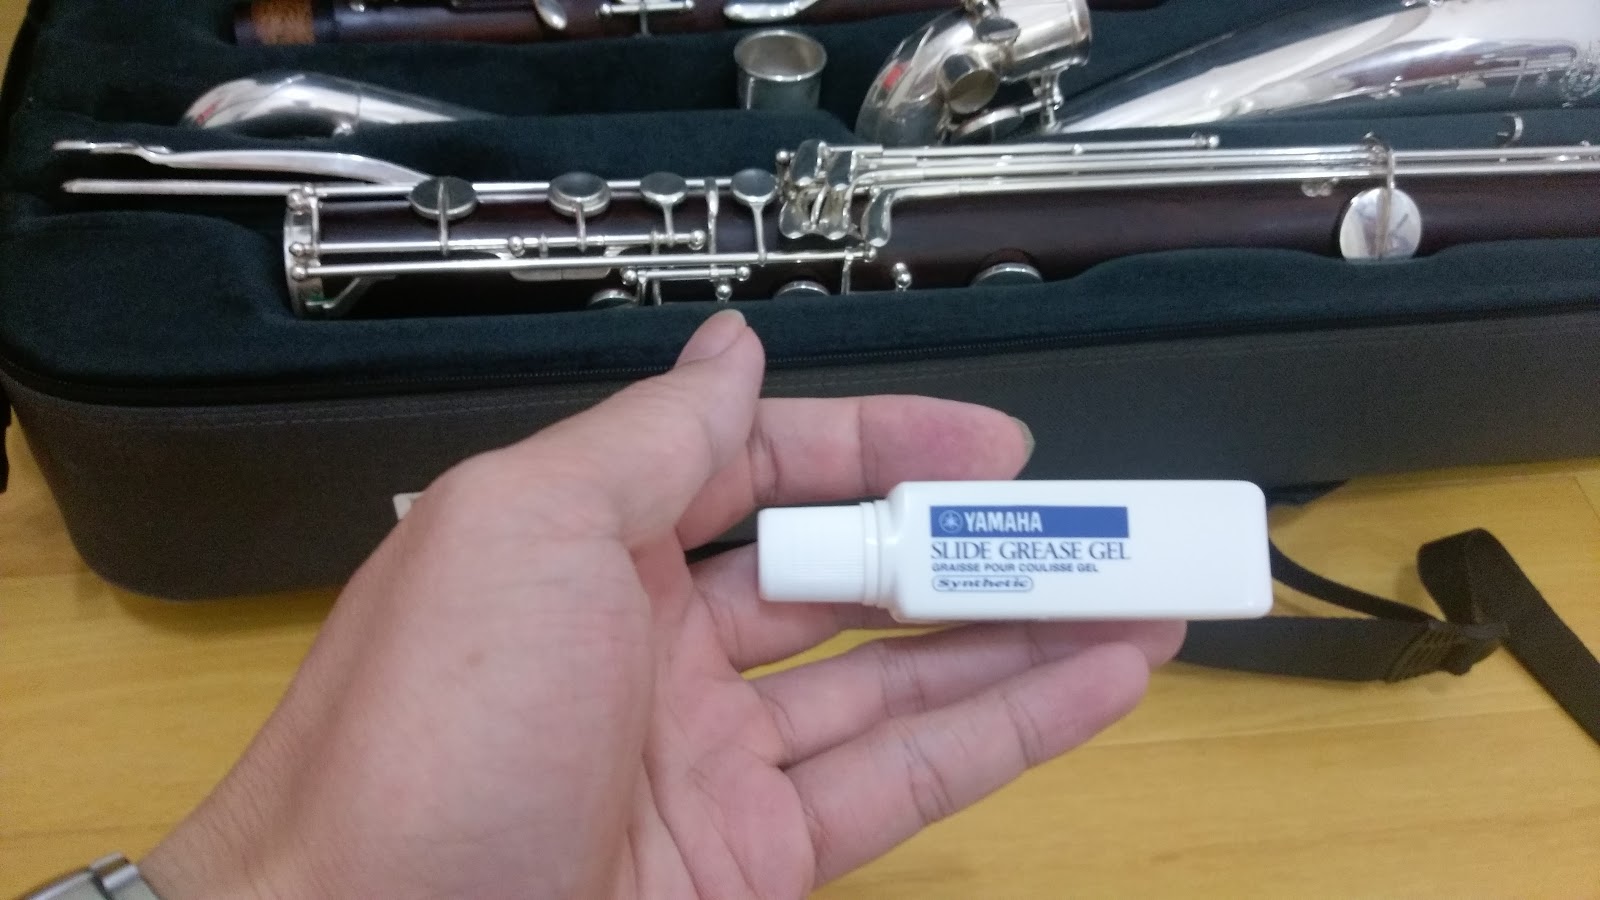 YAMAHA
SLIDE GREASE GEL
GRAISSE POUR COULISSE GEL
Synthetic